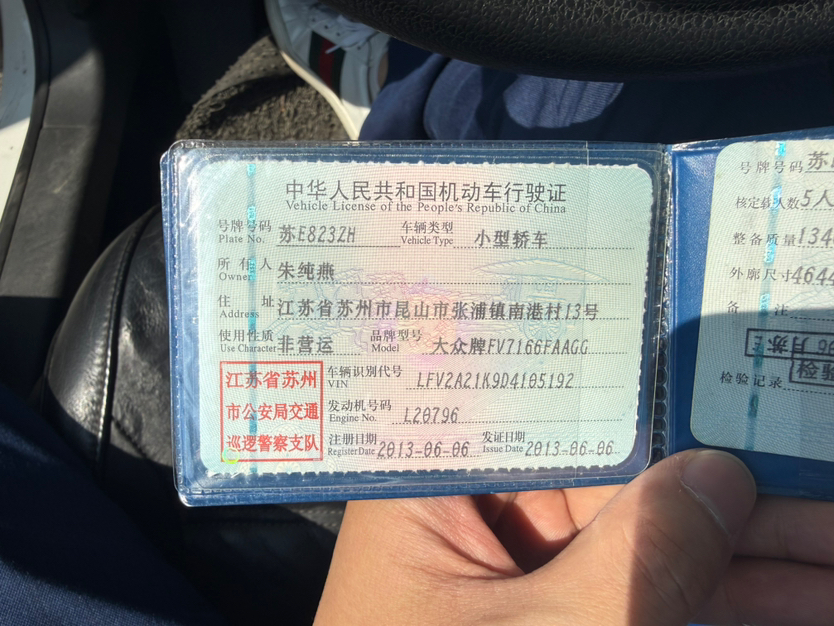 中华人民共和国机动车行驶证
Vehicle License of the People's Republic of China
号牌号码 苏E823ZH 车辆类型 小型轿车
Plate No. Vehicle Type
所有人 朱纯燕
Owner
住址 江苏省苏州市昆山市张浦镇南港村13号
Address
使用性质 非营运 品牌型号 大众牌FV7166FAAGG
Use Character Model
江苏省苏州
市公安局交通
巡逻警察支队
车辆识别代号 LFV2A21K9D4105192
VIN
发动机号码 L20796
Engine No.
注册日期 2013-06-06 发证日期 2013-06-06
Register Date Issue Date
号牌号码 苏
核定载人数 5人
整备质量 134
外廓尺寸 464
备注
检验记录